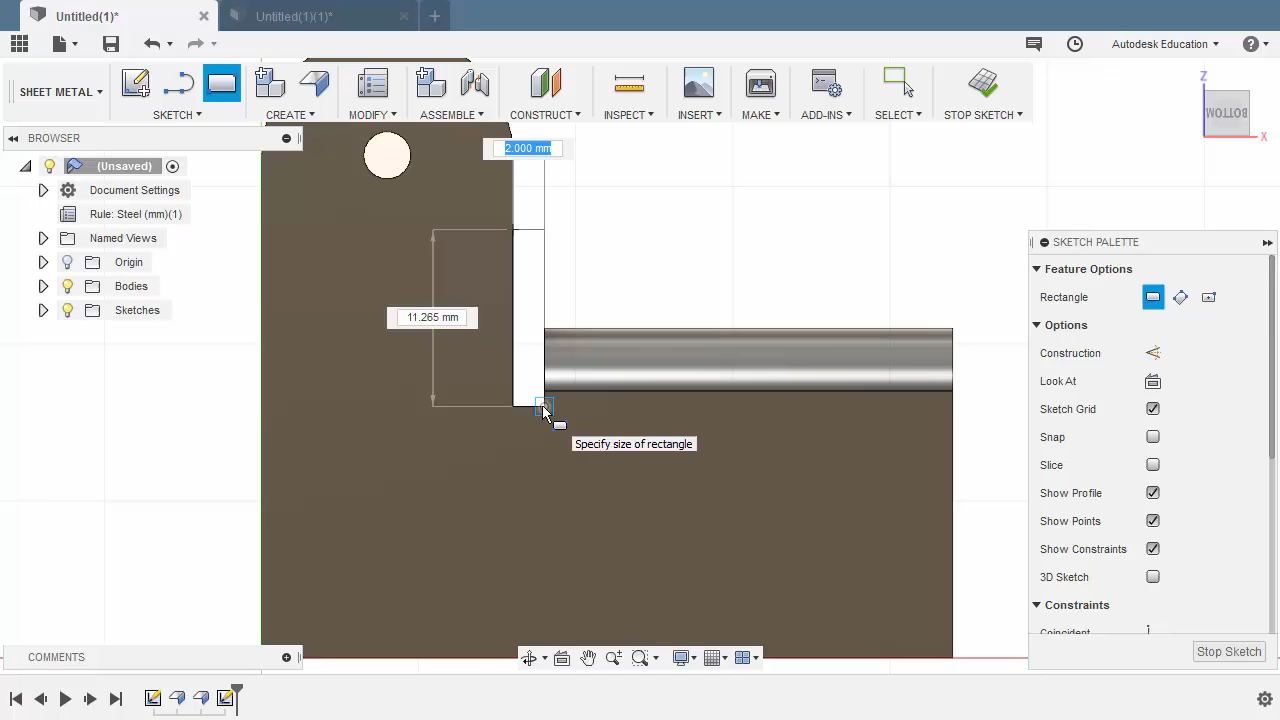 Untitled(1)*
Untitled(1)(1)*
Autodesk Education
SHEET METAL
SKETCH
CREATE
MODIFY
ASSEMBLE
CONSTRUCT
INSPECT
INSERT
MAKE
ADD-INS
SELECT
STOP SKETCH
Z
BOTTOM
X
BROWSER
(Unsaved)
Document Settings
Rule: Steel (mm)(1)
Named Views
Origin
Bodies
Sketches
2.000 mm
11.265 mm
Specify size of rectangle
SKETCH PALETTE
Feature Options
Rectangle
Options
Construction
Look At
Sketch Grid
Snap
Slice
Show Profile
Show Points
Show Constraints
3D Sketch
Constraints
Coincident
Stop Sketch
COMMENTS